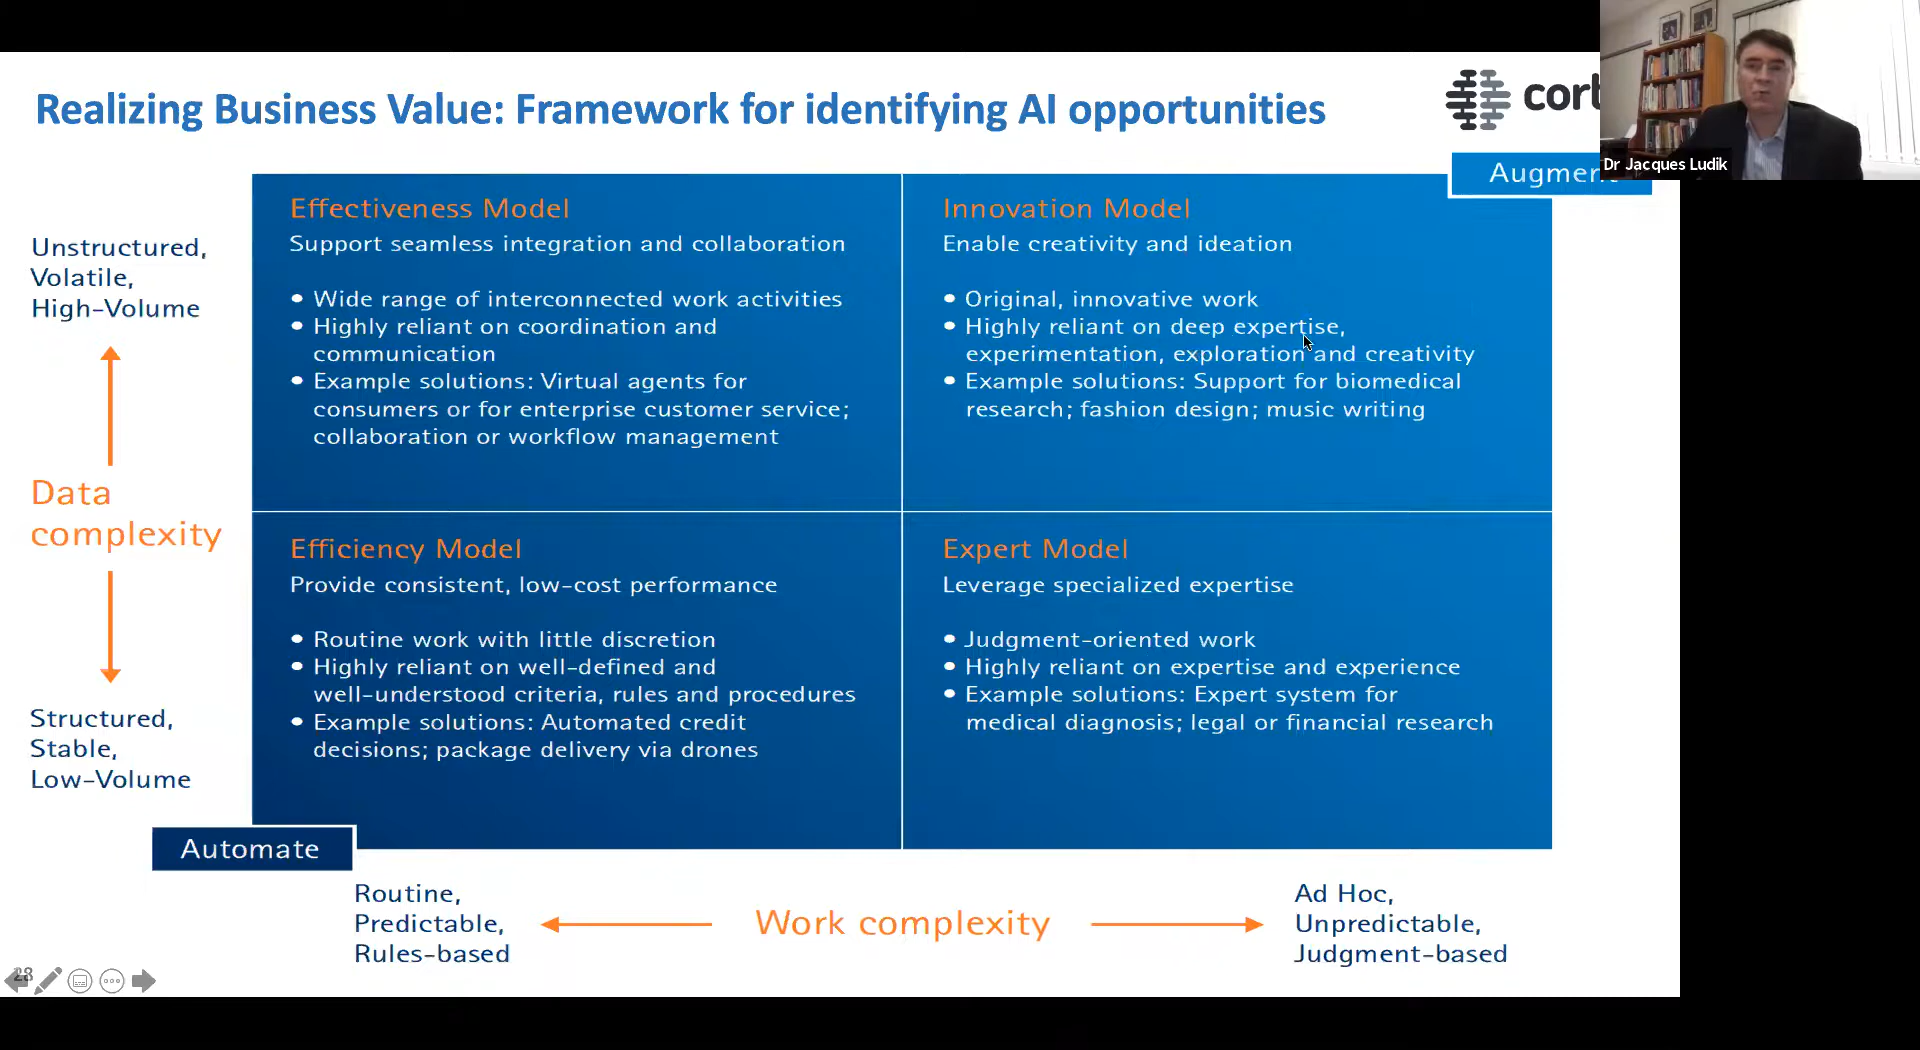 Realizing Business Value: Framework for identifying AI opportunities
Dr Jacques Ludik
Unstructured,
Volatile,
High-Volume
Data
complexity
Structured,
Stable,
Low-Volume
Effectiveness Model
Support seamless integration and collaboration
• Wide range of interconnected work activities
• Highly reliant on coordination and
communication
• Example solutions: Virtual agents for
consumers or for enterprise customer service;
collaboration or workflow management
Innovation Model
Enable creativity and ideation
• Original, innovative work
• Highly reliant on deep expertise,
experimentation, exploration and creativity
• Example solutions: Support for biomedical
research; fashion design; music writing
Efficiency Model
Provide consistent, low-cost performance
• Routine work with little discretion
• Highly reliant on well-defined and
well-understood criteria, rules and procedures
• Example solutions: Automated credit
decisions; package delivery via drones
Expert Model
Leverage specialized expertise
• Judgment-oriented work
• Highly reliant on expertise and experience
• Example solutions: Expert system for
medical diagnosis; legal or financial research
Automate
Routine,
Predictable,
Rules-based
Work complexity
Ad Hoc,
Unpredictable,
Judgment-based
28